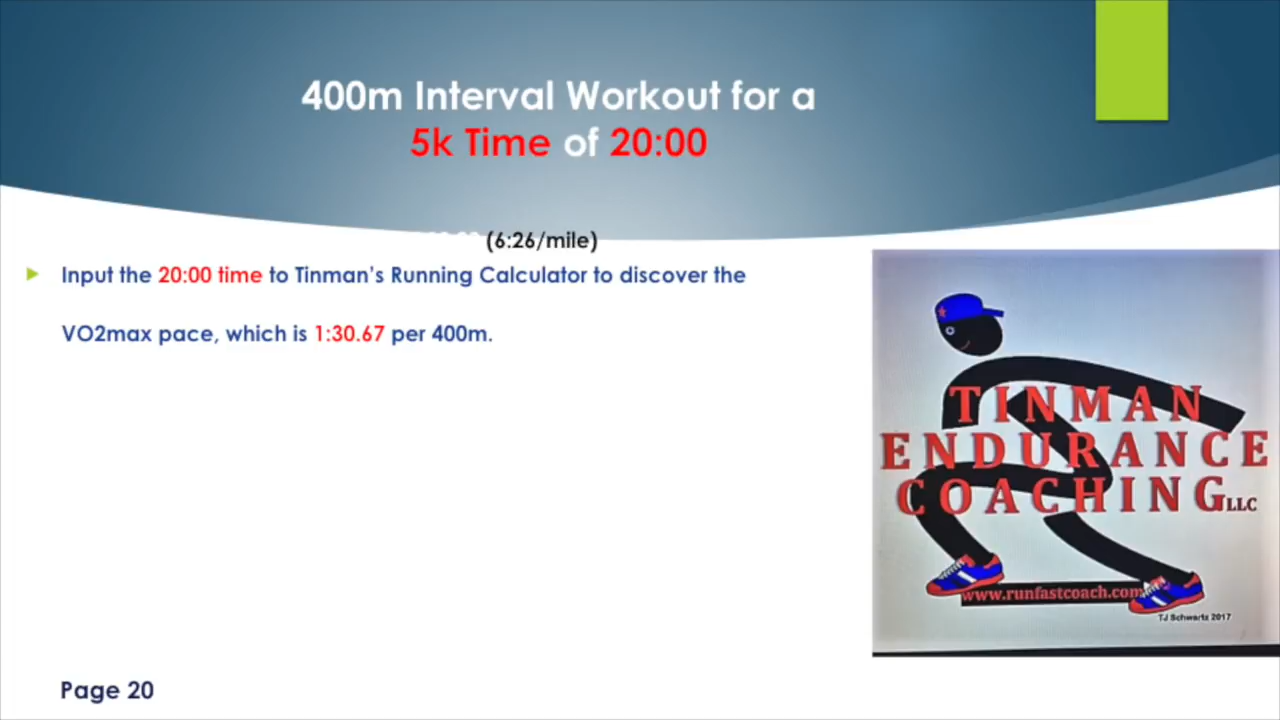 400m Interval Workout for a
5k Time of 20:00
(6:26/mile)
Input the 20:00 time to Tinman's Running Calculator to discover the
VO2max pace, which is 1:30.67 per 400m.
TINMAN
ENDURANCE
COACHING LLC
www.runfastcoach.com
TJ Schwartz 2017
Page 20